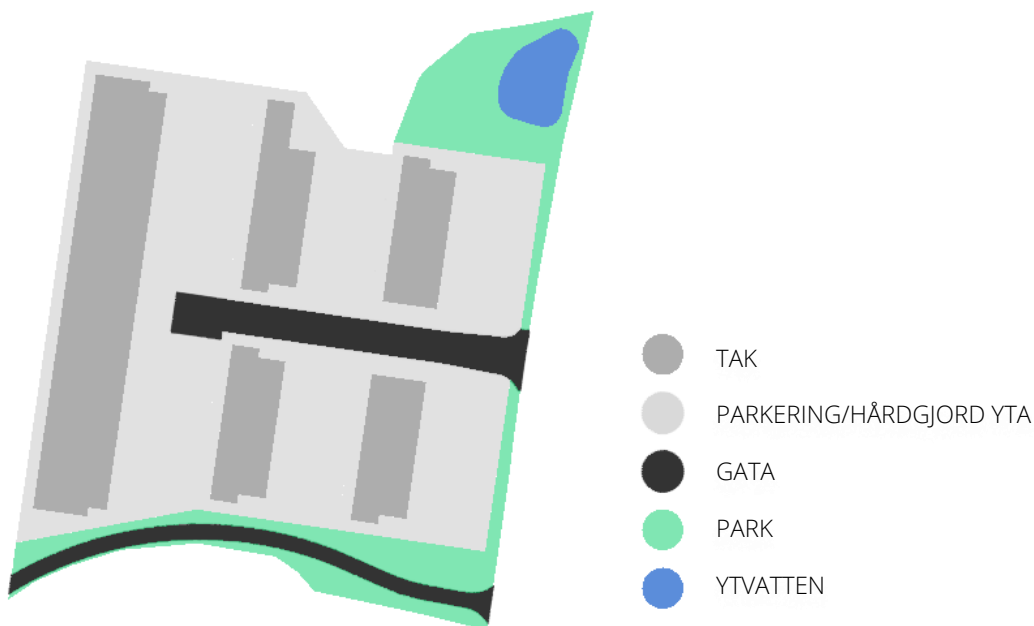 TAK
PARKERING/HÅRDGJORD YTA
GATA
PARK
YTVATTEN